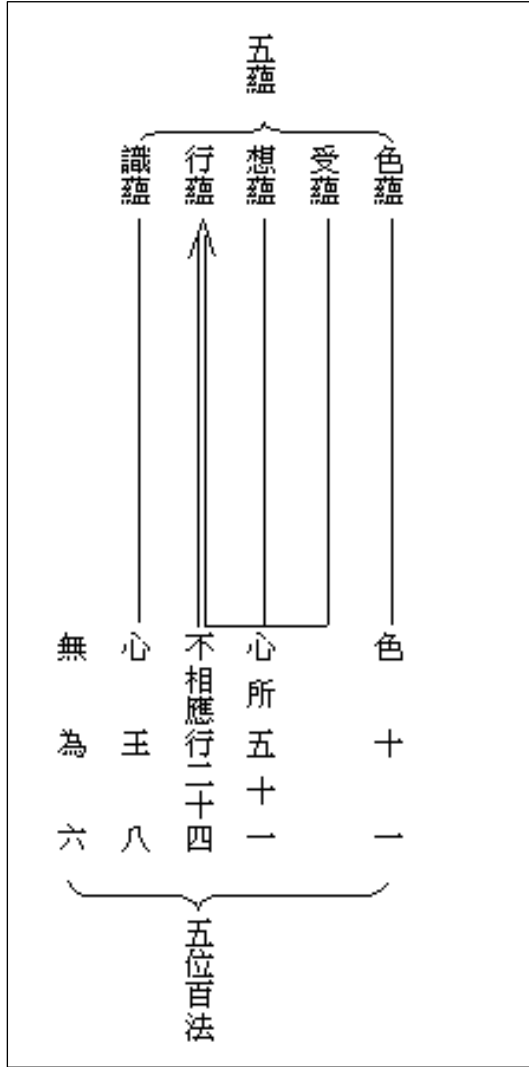 五蘊
色蘊
受蘊
想蘊
行蘊
識蘊
色十一
心所五十一
不相應行二十四
心王八
無為六
五位百法